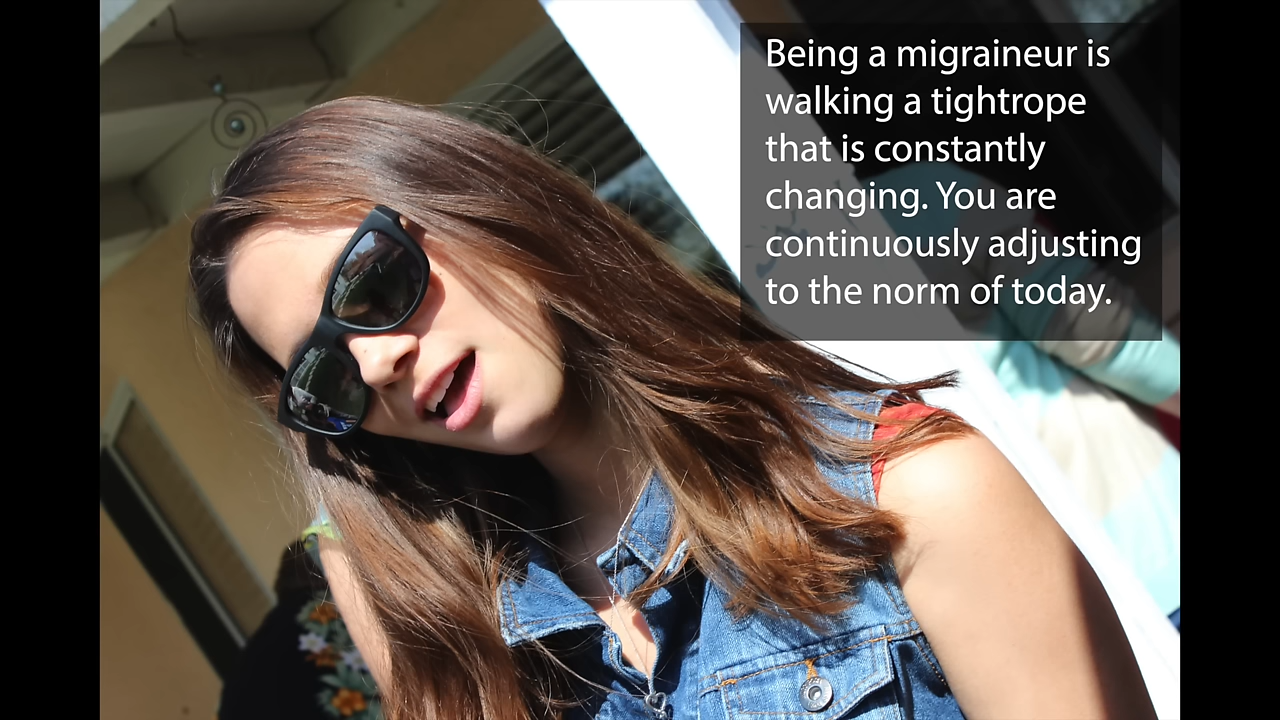 Being a migraineur is
walking a tightrope
that is constantly
changing. You are
continuously adjusting
to the norm of today.